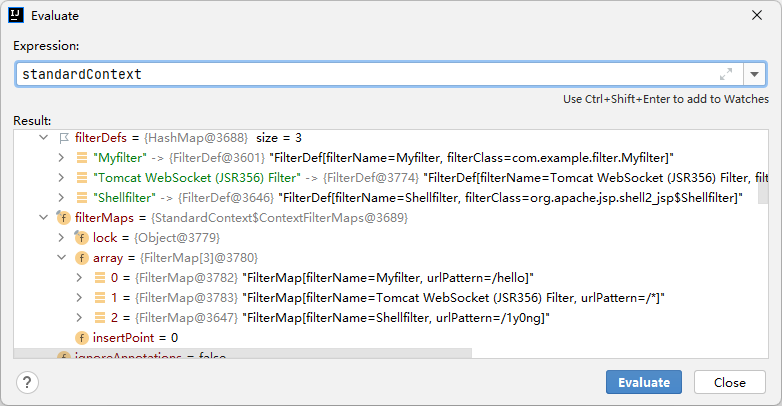 Evaluate
Expression:
standardContext
Use Ctrl+Shift+Enter to add to Watches
Result:
filterDefs = {HashMap@3688} size = 3
"Myfilter" -> {FilterDef@3601} "FilterDef[filterName=Myfilter, filterClass=com.example.filter.Myfilter]"
"Tomcat WebSocket (JSR356) Filter" -> {FilterDef@3774} "FilterDef[filterName=Tomcat WebSocket (JSR356) Filter, filt
"Shellfilter" -> {FilterDef@3646} "FilterDef[filterName=Shellfilter, filterClass=org.apache.jsp.shell2_jsp$Shellfilter]"
filterMaps = {StandardContext$ContextFilterMaps@3689}
lock = {Object@3779}
array = {FilterMap[3]@3780}
0 = {FilterMap@3782} "FilterMap[filterName=Myfilter, urlPattern=/hello]"
1 = {FilterMap@3783} "FilterMap[filterName=Tomcat WebSocket (JSR356) Filter, urlPattern=/*]"
2 = {FilterMap@3647} "FilterMap[filterName=Shellfilter, urlPattern=/1y0ng]"
insertPoint = 0
ignoreAnnotations = false
?
Evaluate
Close